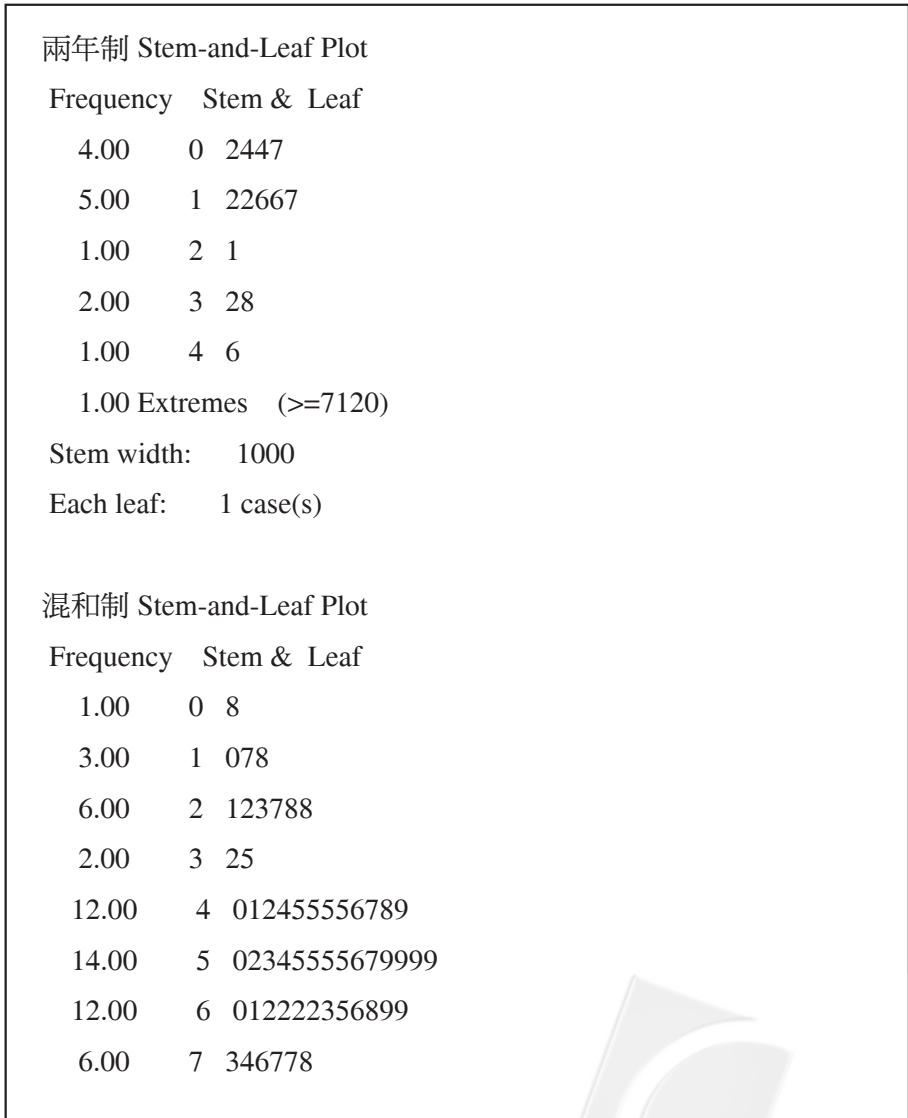 兩年制 Stem-and-Leaf Plot
Frequency Stem & Leaf
4.00 0 2447
5.00 1 22667
1.00 2 1
2.00 3 28
1.00 4 6
1.00 Extremes (>=7120)
Stem width: 1000
Each leaf: 1 case(s)
混和制 Stem-and-Leaf Plot
Frequency Stem & Leaf
1.00 0 8
3.00 1 078
6.00 2 123788
2.00 3 25
12.00 4 012455556789
14.00 5 02345555679999
12.00 6 012222356899
6.00 7 346778